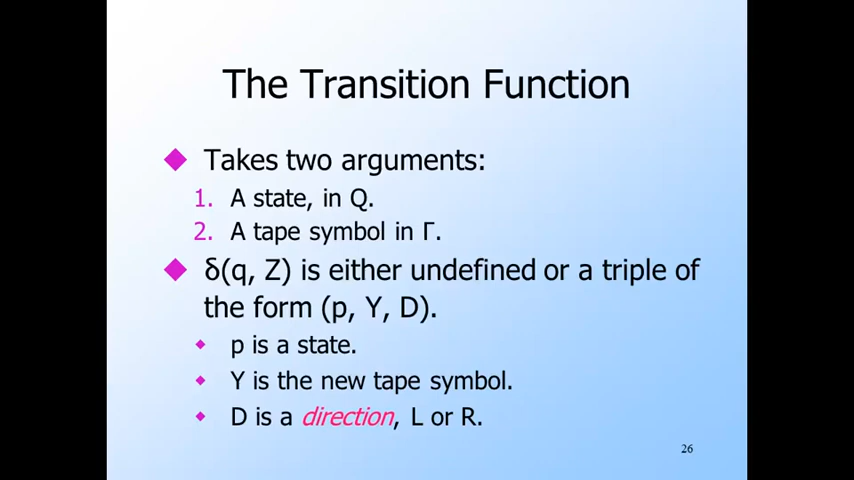 The Transition Function
◆ Takes two arguments:
1. A state, in Q.
2. A tape symbol in Γ.
◆ δ(q, Z) is either undefined or a triple of
the form (p, Y, D).
◆ p is a state.
◆ Y is the new tape symbol.
◆ D is a direction, L or R.
26